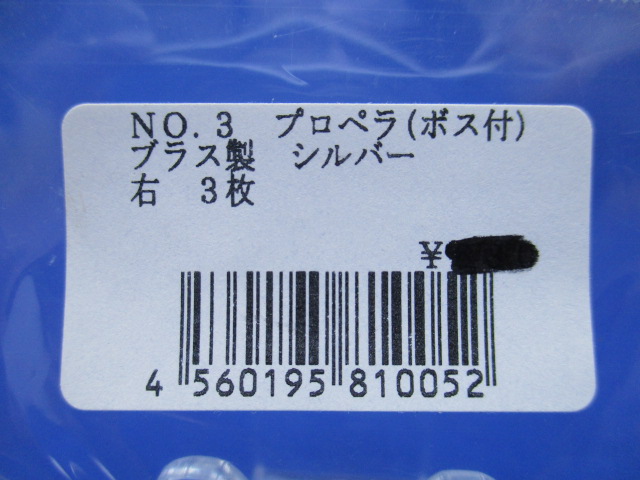 NO.3 プロペラ(ボス付)
ブラス製 シルバー
右 3枚
¥
4 560195 810052